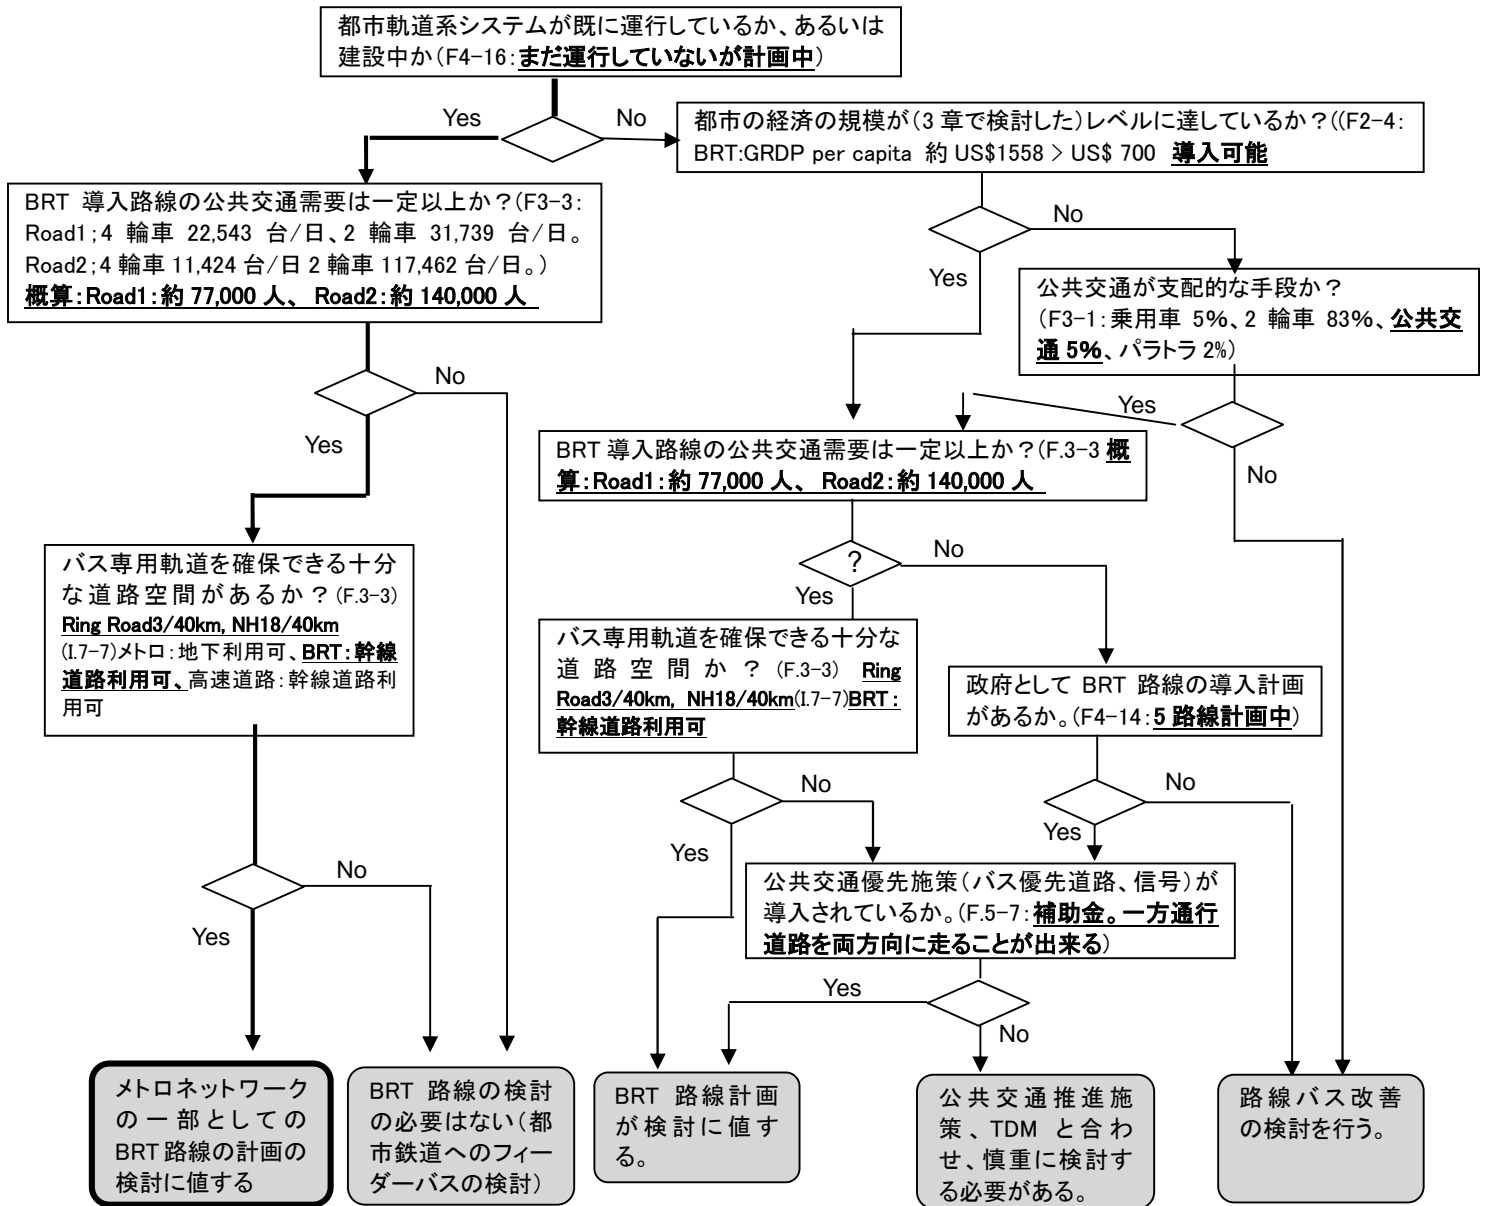 都市軌道系システムが既に運行しているか、あるいは
建設中か（F4-16：まだ運行していないが計画中）
Yes
No
都市の経済の規模が（3 章で検討した）レベルに達しているか？（(F2-4：
BRT:GRDP per capita 約 US$1558 > US$ 700 導入可能
BRT 導入路線の公共交通需要は一定以上か？（F3-3：
Road1；4 輪車 22,543 台/日、2 輪車 31,739 台/日。
Road2；4 輪車 11,424 台/日 2 輪車 117,462 台/日。）
概算：Road1：約 77,000 人、 Road2：約 140,000 人
No
Yes
公共交通が支配的な手段か？
（F3-1：乗用車 5％、2 輪車 83％、公共交
通 5％、パラトラ 2%）
No
Yes
Yes
No
BRT 導入路線の公共交通需要は一定以上か？（F.3-3 概
算：Road1：約 77,000 人、 Road2：約 140,000 人
No
Yes
バス専用軌道を確保できる十分
な道路空間があるか？（F.3-3）
Ring Road3/40km, NH18/40km
(I.7-7)メトロ：地下利用可、BRT：幹線
道路利用可、高速道路：幹線道路利
用可
?
No
Yes
バス専用軌道を確保できる十分な
道路空間か？（F.3-3） Ring
Road3/40km, NH18/40km(I.7-7)BRT：
幹線道路利用可
政府として BRT 路線の導入計画
があるか。（F4-14：5 路線計画中）
No
Yes
No
Yes
No
Yes
公共交通優先施策（バス優先道路、信号）が
導入されているか。（F.5-7：補助金。一方通行
道路を両方向に走ることが出来る）
Yes
No
メトロネットワーク
の一部としての
BRT 路線の計画の
検討に値する
BRT 路線の検討
の必要はない（都
市鉄道へのフィー
ダーバスの検討）
BRT 路線計画
が検討に値す
る。
公共交通推進施
策、TDM と合わ
せ、慎重に検討す
る必要がある。
路線バス改善
の検討を行う。